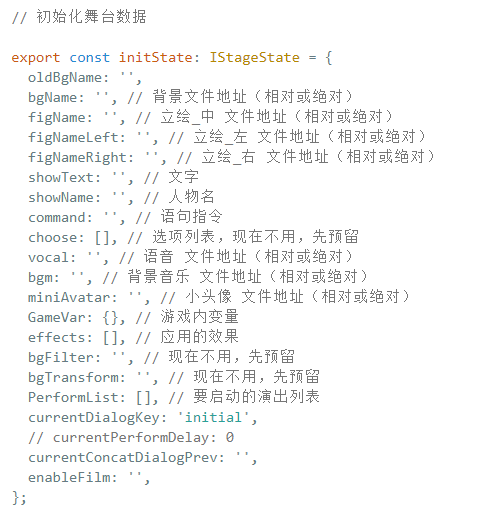 // 初始化舞台数据
export const initState: IStageState = {
oldBgName: '',
bgName: '', // 背景文件地址（相对或绝对）
figName: '', // 立绘_中 文件地址（相对或绝对）
figNameLeft: '', // 立绘_左 文件地址（相对或绝对）
figNameRight: '', // 立绘_右 文件地址（相对或绝对）
showText: '', // 文字
showName: '', // 人物名
command: '', // 语句指令
choose: [], // 选项列表，现在不用，先预留
vocal: '', // 语音 文件地址（相对或绝对）
bgm: '', // 背景音乐 文件地址（相对或绝对）
miniAvatar: '', // 小头像 文件地址（相对或绝对）
GameVar: {}, // 游戏内变量
effects: [], // 应用的效果
bgFilter: '', // 现在不用，先预留
bgTransform: '', // 现在不用，先预留
PerformList: [], // 要启动的演出列表
currentDialogKey: 'initial',
// currentPerformDelay: 0
currentConcatDialogPrev: '',
enableFilm: '',
};